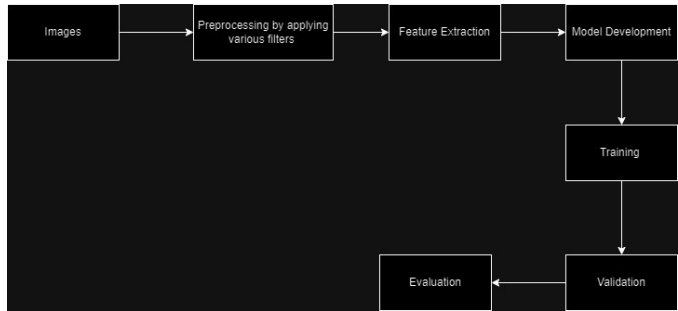 Images
Preprocessing by applying
various filters
Feature Extraction
Model Development
Training
Validation
Evaluation